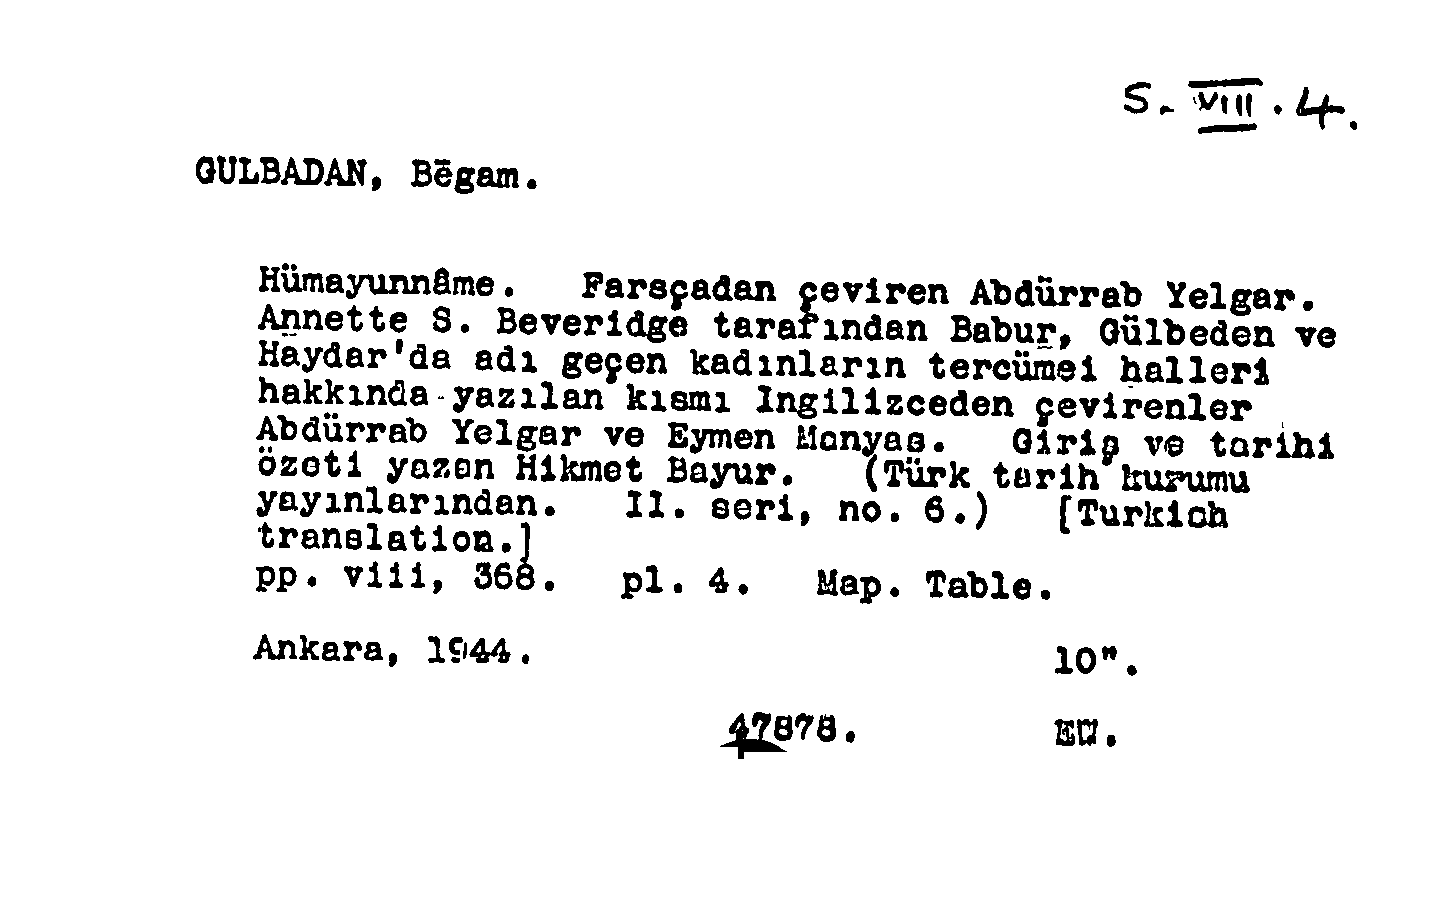 S. VIII . 4.
GULBADAN, Bēgam.
Hümayunnâme. Farsçadan çeviren Abdürrab Yelgar.
Annette S. Beveridge tarafından Babur, Gülbeden ve
Haydar'da adı geçen kadınların tercümei halleri
hakkında yazılan kısmı Ingilizceden çevirenler
Abdürrab Yelgar ve Eymen Manyas. Giriş ve tarihi
özeti yazan Hikmet Bayur. (Türk tarih kurumu
yayınlarından. II. seri, no. 6.) [Turkish
translation.]
pp. viii, 368. pl. 4. Map. Table.
Ankara, 1944. 10".
47878. EW.